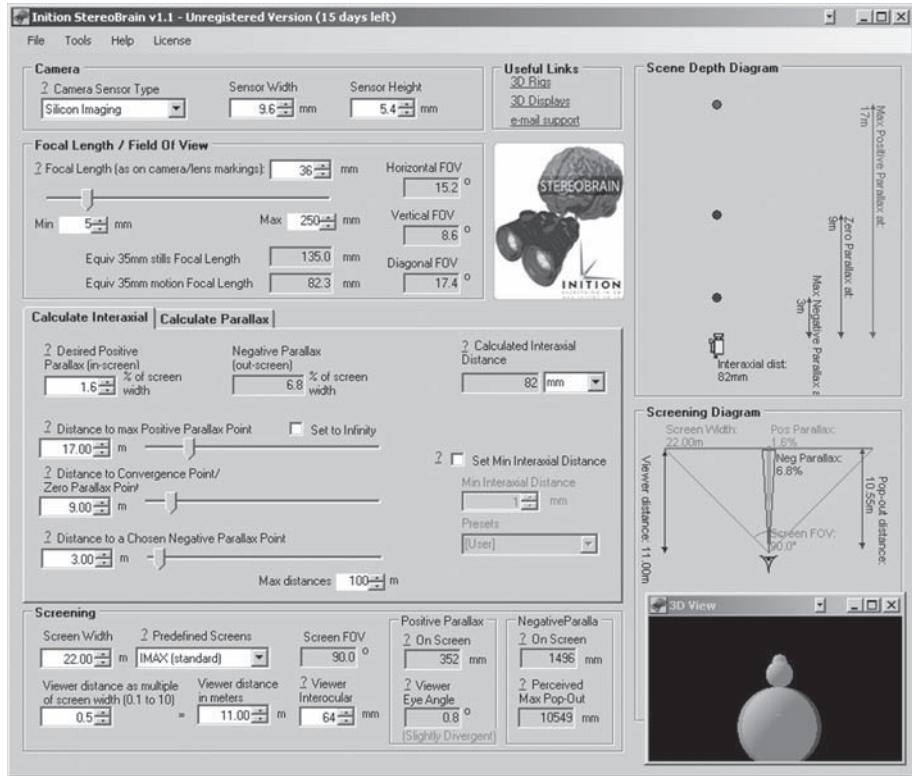 Inition StereoBrain v1.1 - Unregistered Version (15 days left)
File Tools Help License
Camera
? Camera Sensor Type
Silicon Imaging
Sensor Width
9.6 mm
Sensor Height
5.4 mm
Useful Links
3D Rigs
3D Displays
e-mail support
Focal Length / Field Of View
? Focal Length (as on camera/lens markings):
36 mm
Min 5 mm
Max 250 mm
Equiv 35mm stills Focal Length 135.0 mm
Equiv 35mm motion Focal Length 82.3 mm
Horizontal FOV
15.2 °
Vertical FOV
8.6 °
Diagonal FOV
17.4 °
STEREOBRAIN
INITION
Calculate Interaxial
Calculate Parallax
? Desired Positive
Parallax (in-screen)
1.6 % of screen
width
Negative Parallax
(out-screen)
6.8 % of screen
width
? Calculated Interaxial
Distance
82 mm
? Distance to max Positive Parallax Point
Set to Infinity
17.00 m
? Distance to Convergence Point/
Zero Parallax Point
9.00 m
? Distance to a Chosen Negative Parallax Point
3.00 m
Max distances 100 m
? Set Min Interaxial Distance
Min Interaxial Distance
1 mm
Presets
[User]
Screening
Screen Width
22.00 m
? Predefined Screens
IMAX (standard)
Screen FOV
90.0 °
Viewer distance as multiple
of screen width (0.1 to 10)
0.5 =
Viewer distance
in meters
11.00 m
? Viewer
Interocular
64 mm
Positive Parallax
? On Screen
352 mm
? Viewer
Eye Angle
0.8 °
(Slightly Divergent)
NegativeParalla
? On Screen
1496 mm
? Perceived
Max Pop-Out
10549 mm
Scene Depth Diagram
Max Positive Parallax at:
17m
Zero Parallax at:
9m
Max Negative Parallax a
3m
Interaxial dist:
82mm
Screening Diagram
Screen Width:
22.00m
Pos Parallax:
1.6%
Neg Parallax:
6.8%
Viewer distance: 11.00m
Pop-out distance:
10.55m
Screen FOV:
90.0°
3D View